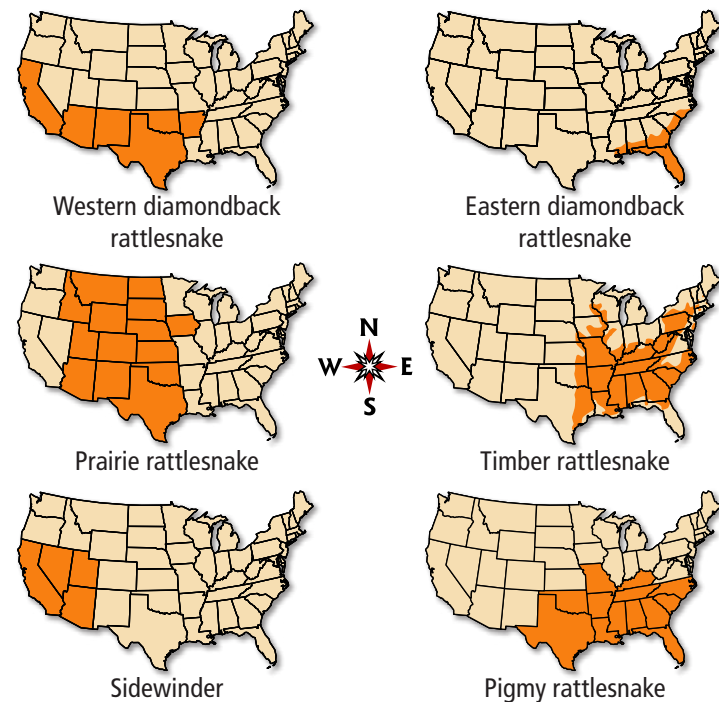 Western diamondback
rattlesnake
Eastern diamondback
rattlesnake
N
W E
S
Prairie rattlesnake
Timber rattlesnake
Sidewinder
Pigmy rattlesnake